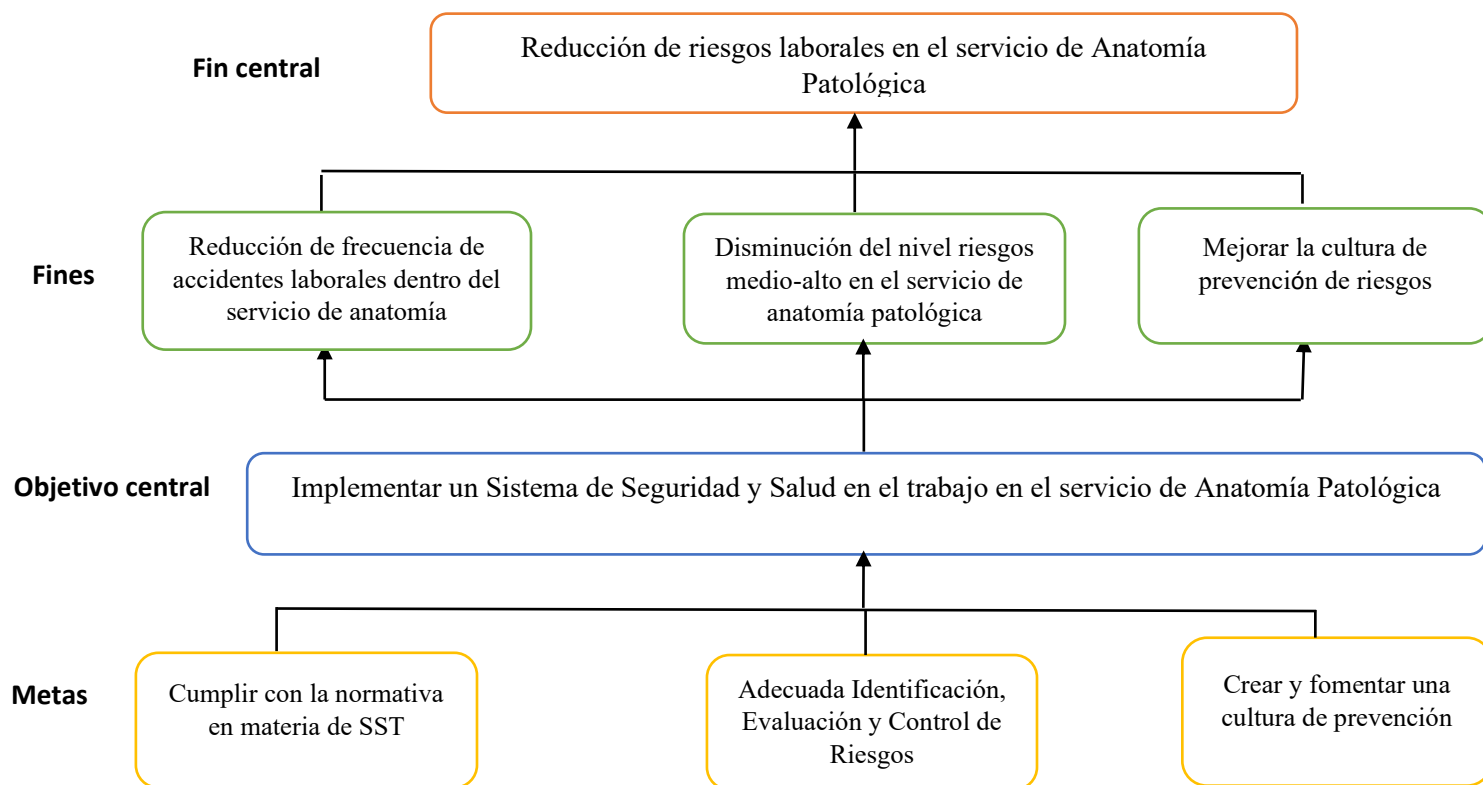 Fin central
Reducción de riesgos laborales en el servicio de Anatomía
Patológica
Fines
Reducción de frecuencia de
accidentes laborales dentro del
servicio de anatomía
Disminución del nivel riesgos
medio-alto en el servicio de
anatomía patológica
Mejorar la cultura de
prevención de riesgos
Objetivo central
Implementar un Sistema de Seguridad y Salud en el trabajo en el servicio de Anatomía Patológica
Metas
Cumplir con la normativa
en materia de SST
Adecuada Identificación,
Evaluación y Control de
Riesgos
Crear y fomentar una
cultura de prevención